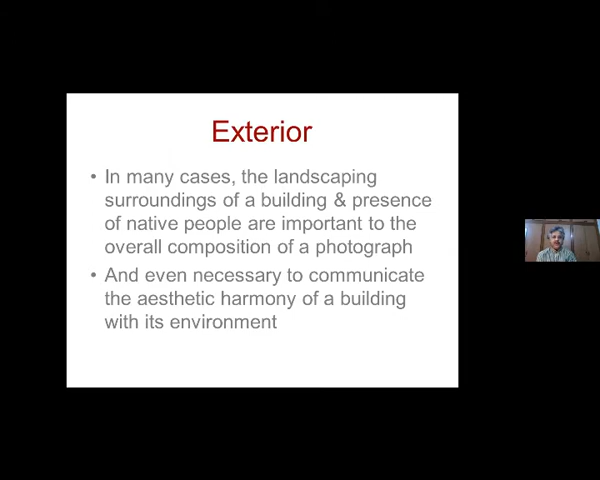 Exterior
• In many cases, the landscaping
surroundings of a building & presence
of native people are important to the
overall composition of a photograph
• And even necessary to communicate
the aesthetic harmony of a building
with its environment